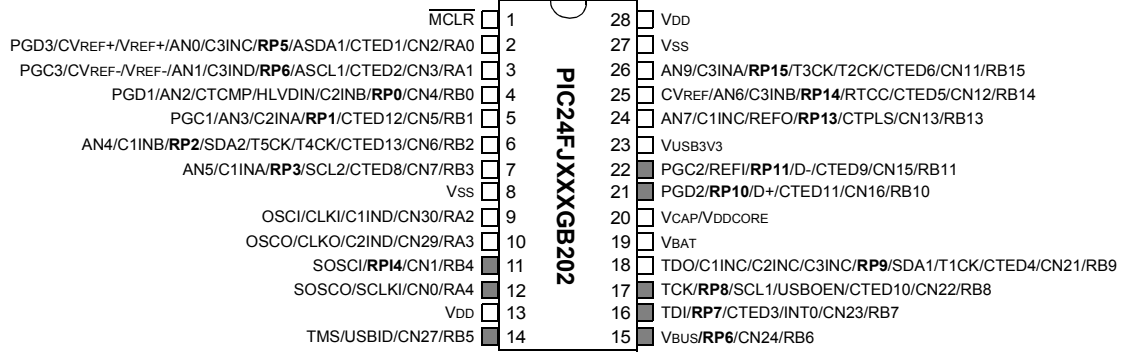 MCLR 1
PGD3/CVREF+/VREF+/AN0/C3INC/RP5/ASDA1/CTED1/CN2/RA0 2
PGC3/CVREF-/VREF-/AN1/C3IND/RP6/ASCL1/CTED2/CN3/RA1 3
PGD1/AN2/CTCMP/HLVDIN/C2INB/RP0/CN4/RB0 4
PGC1/AN3/C2INA/RP1/CTED12/CN5/RB1 5
AN4/C1INB/RP2/SDA2/T5CK/T4CK/CTED13/CN6/RB2 6
AN5/C1INA/RP3/SCL2/CTED8/CN7/RB3 7
VSS 8
OSCI/CLKI/C1IND/CN30/RA2 9
OSCO/CLKO/C2IND/CN29/RA3 10
SOSCI/RPI4/CN1/RB4 11
SOSCO/SCLKI/CN0/RA4 12
VDD 13
TMS/USBID/CN27/RB5 14
PIC24FJXXXGB202
28 VDD
27 VSS
26 AN9/C3INA/RP15/T3CK/T2CK/CTED6/CN11/RB15
25 CVREF/AN6/C3INB/RP14/RTCC/CTED5/CN12/RB14
24 AN7/C1INC/REFO/RP13/CTPLS/CN13/RB13
23 VUSB3V3
22 PGC2/REFI/RP11/D-/CTED9/CN15/RB11
21 PGD2/RP10/D+/CTED11/CN16/RB10
20 VCAP/VDDCORE
19 VBAT
18 TDO/C1INC/C2INC/C3INC/RP9/SDA1/T1CK/CTED4/CN21/RB9
17 TCK/RP8/SCL1/USBOEN/CTED10/CN22/RB8
16 TDI/RP7/CTED3/INT0/CN23/RB7
15 VBUS/RP6/CN24/RB6